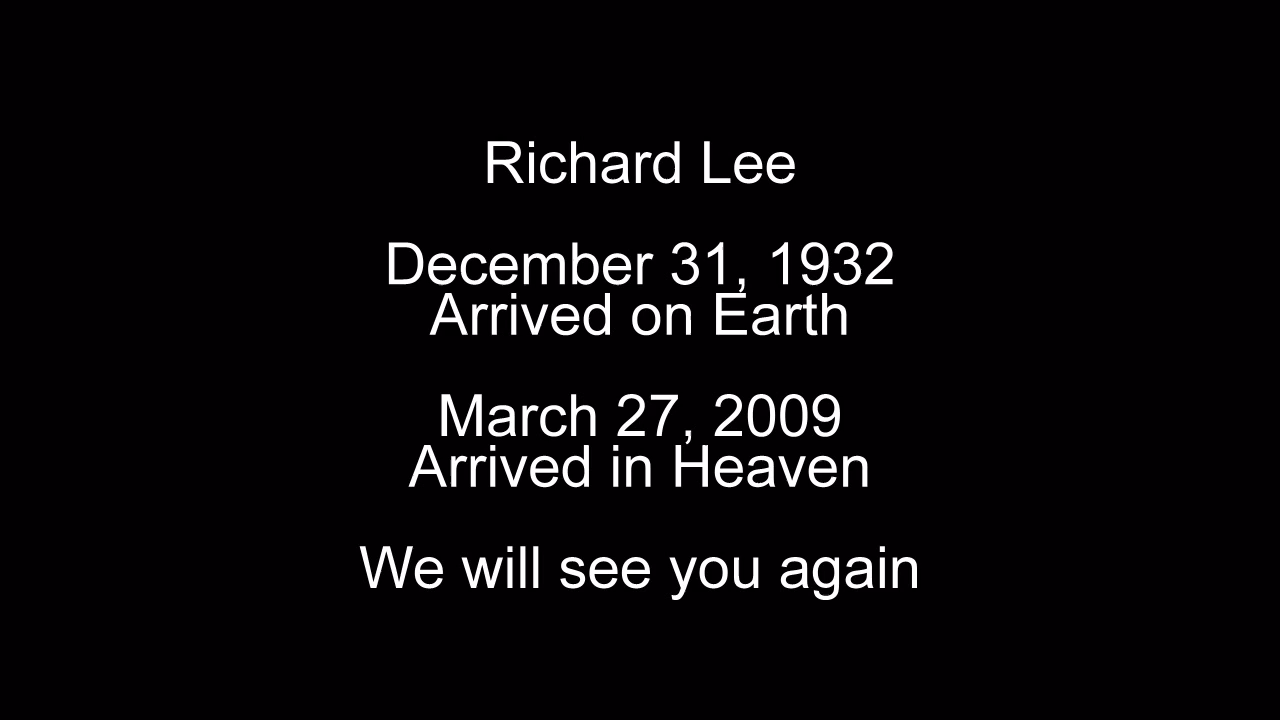 Richard Lee
December 31, 1932
Arrived on Earth
March 27, 2009
Arrived in Heaven
We will see you again